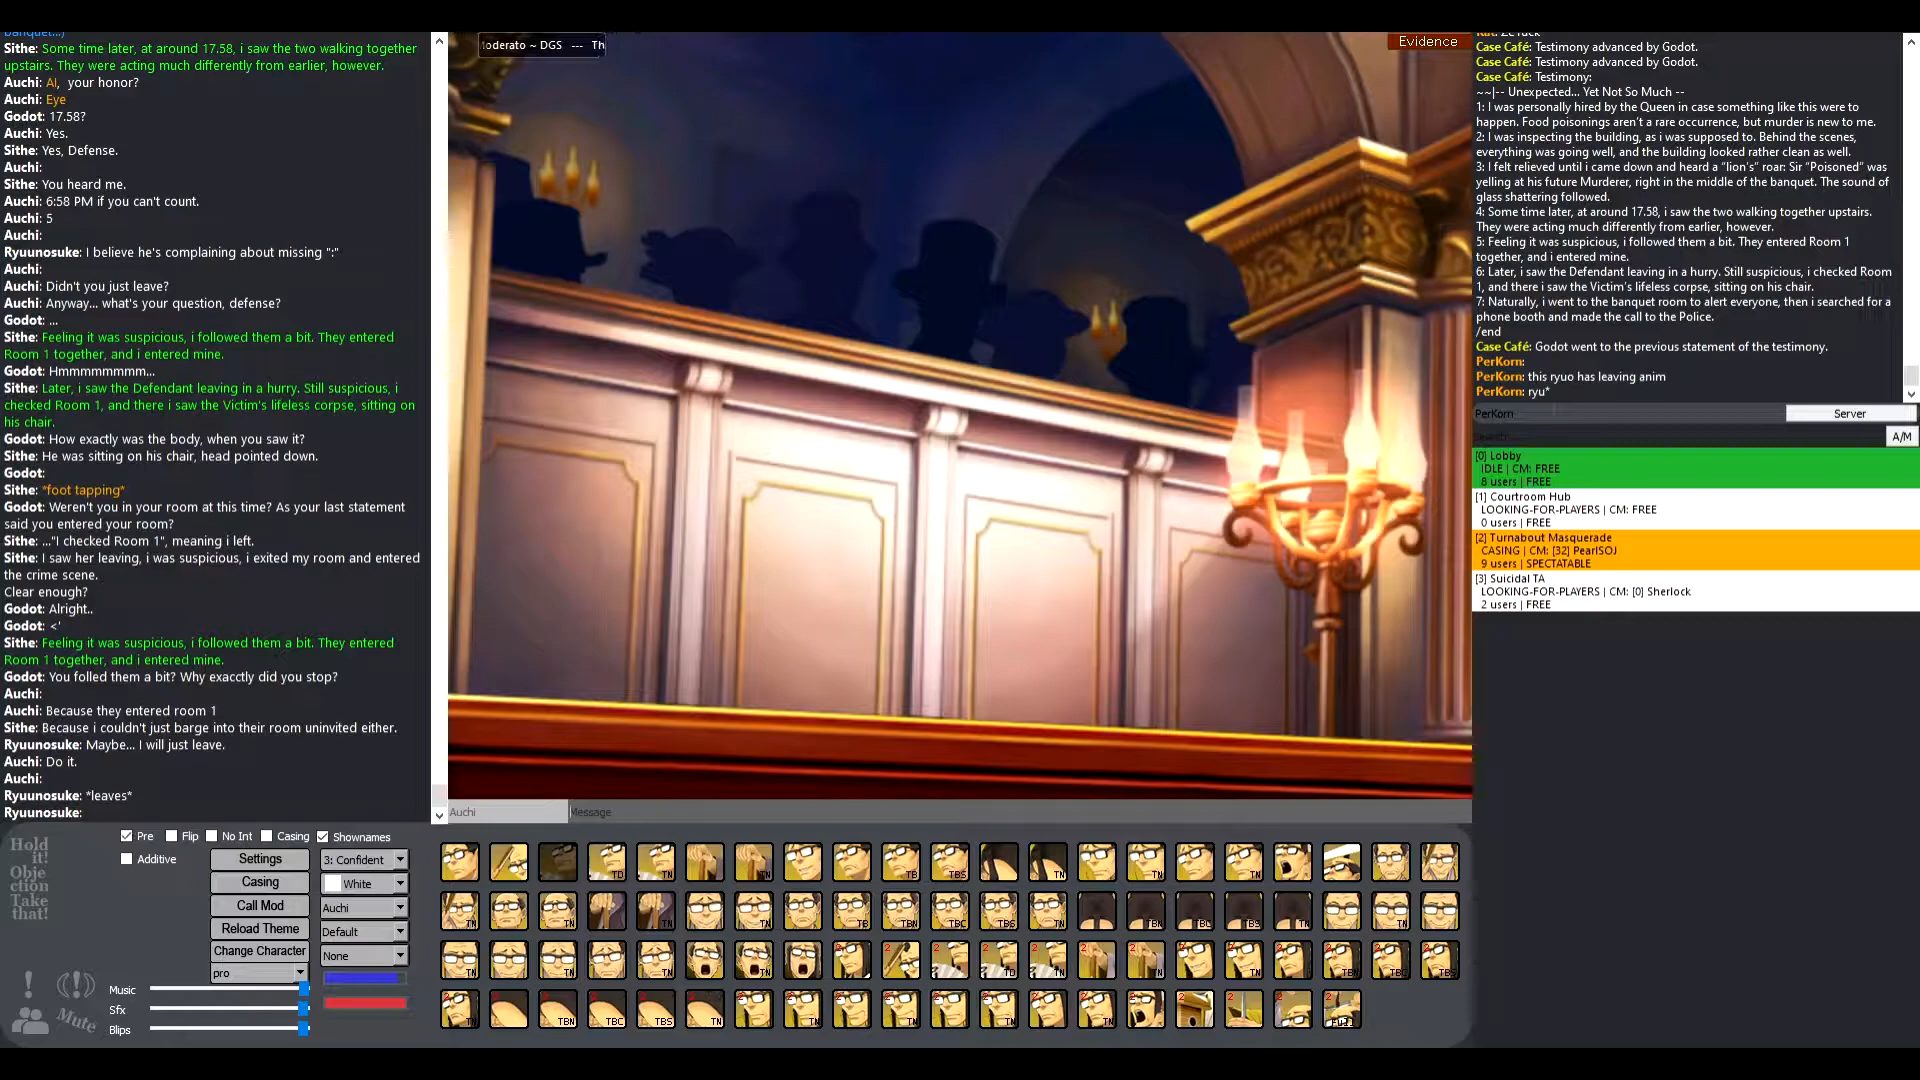 banquet...)
Sithe: Some time later, at around 17.58, i saw the two walking together
upstairs. They were acting much differently from earlier, however.
Auchi: AI, your honor?
Auchi: Eye
Godot: 17.58?
Auchi: Yes.
Sithe: Yes, Defense.
Auchi:
Sithe: You heard me.
Auchi: 6:58 PM if you can't count.
Auchi: 5
Auchi:
Ryuunosuke: I believe he's complaining about missing ":"
Auchi:
Auchi: Didn't you just leave?
Auchi: Anyway... what's your question, defense?
Godot: ...
Sithe: Feeling it was suspicious, i followed them a bit. They entered
Room 1 together, and i entered mine.
Godot: Hmmmmmmmm...
Sithe: Later, i saw the Defendant leaving in a hurry. Still suspicious, i
checked Room 1, and there i saw the Victim's lifeless corpse, sitting on
his chair.
Godot: How exactly was the body, when you saw it?
Sithe: He was sitting on his chair, head pointed down.
Godot:
Sithe: *foot tapping*
Godot: Weren't you in your room at this time? As your last statement
said you entered your room?
Sithe: ..."I checked Room 1", meaning i left.
Sithe: I saw her leaving, i was suspicious, i exited my room and entered
the crime scene.
Clear enough?
Godot: Alright..
Godot: <'
Sithe: Feeling it was suspicious, i followed them a bit. They entered
Room 1 together, and i entered mine.
Godot: You folled them a bit? Why exacctly did you stop?
Auchi:
Auchi: Because they entered room 1
Sithe: Because i couldn't just barge into their room uninvited either.
Ryuunosuke: Maybe... I will just leave.
Auchi: Do it.
Auchi:
Ryuunosuke: *leaves*
Ryuunosuke:
Moderato ~ DGS --- Th
Evidence
Auchi Message
Case Café: Testimony advanced by Godot.
Case Café: Testimony advanced by Godot.
Case Café: Testimony:
~~|-- Unexpected... Yet Not So Much --
1: I was personally hired by the Queen in case something like this were to
happen. Food poisonings aren't a rare occurrence, but murder is new to me.
2: I was inspecting the building, as i was supposed to. Behind the scenes,
everything was going well, and the building looked rather clean as well.
3: I felt relieved until i came down and heard a "lion's" roar: Sir "Poisoned" was
yelling at his future Murderer, right in the middle of the banquet. The sound of
glass shattering followed.
4: Some time later, at around 17.58, i saw the two walking together upstairs.
They were acting much differently from earlier, however.
5: Feeling it was suspicious, i followed them a bit. They entered Room 1
together, and i entered mine.
6: Later, i saw the Defendant leaving in a hurry. Still suspicious, i checked Room
1, and there i saw the Victim's lifeless corpse, sitting on his chair.
7: Naturally, i went to the banquet room to alert everyone, then i searched for a
phone booth and made the call to the Police.
/end
Case Café: Godot went to the previous statement of the testimony.
PerKorn:
PerKorn: this ryuo has leaving anim
PerKorn: ryu*
PerKorn
Server
A/M
[0] Lobby
IDLE | CM: FREE
8 users | FREE
[1] Courtroom Hub
LOOKING-FOR-PLAYERS | CM: FREE
0 users | FREE
[2] Turnabout Masquerade
CASING | CM: [32] PearlSOJ
9 users | SPECTATABLE
[3] Suicidal TA
LOOKING-FOR-PLAYERS | CM: [0] Sherlock
2 users | FREE
Hold
it!
Obje
ction
Take
that!
Pre Flip No Int Casing Shownames
Additive
Settings
Casing
Call Mod
Reload Theme
Change Character
pro
3: Confident
White
Auchi
Default
None
Music
Sfx
Blips
Mute